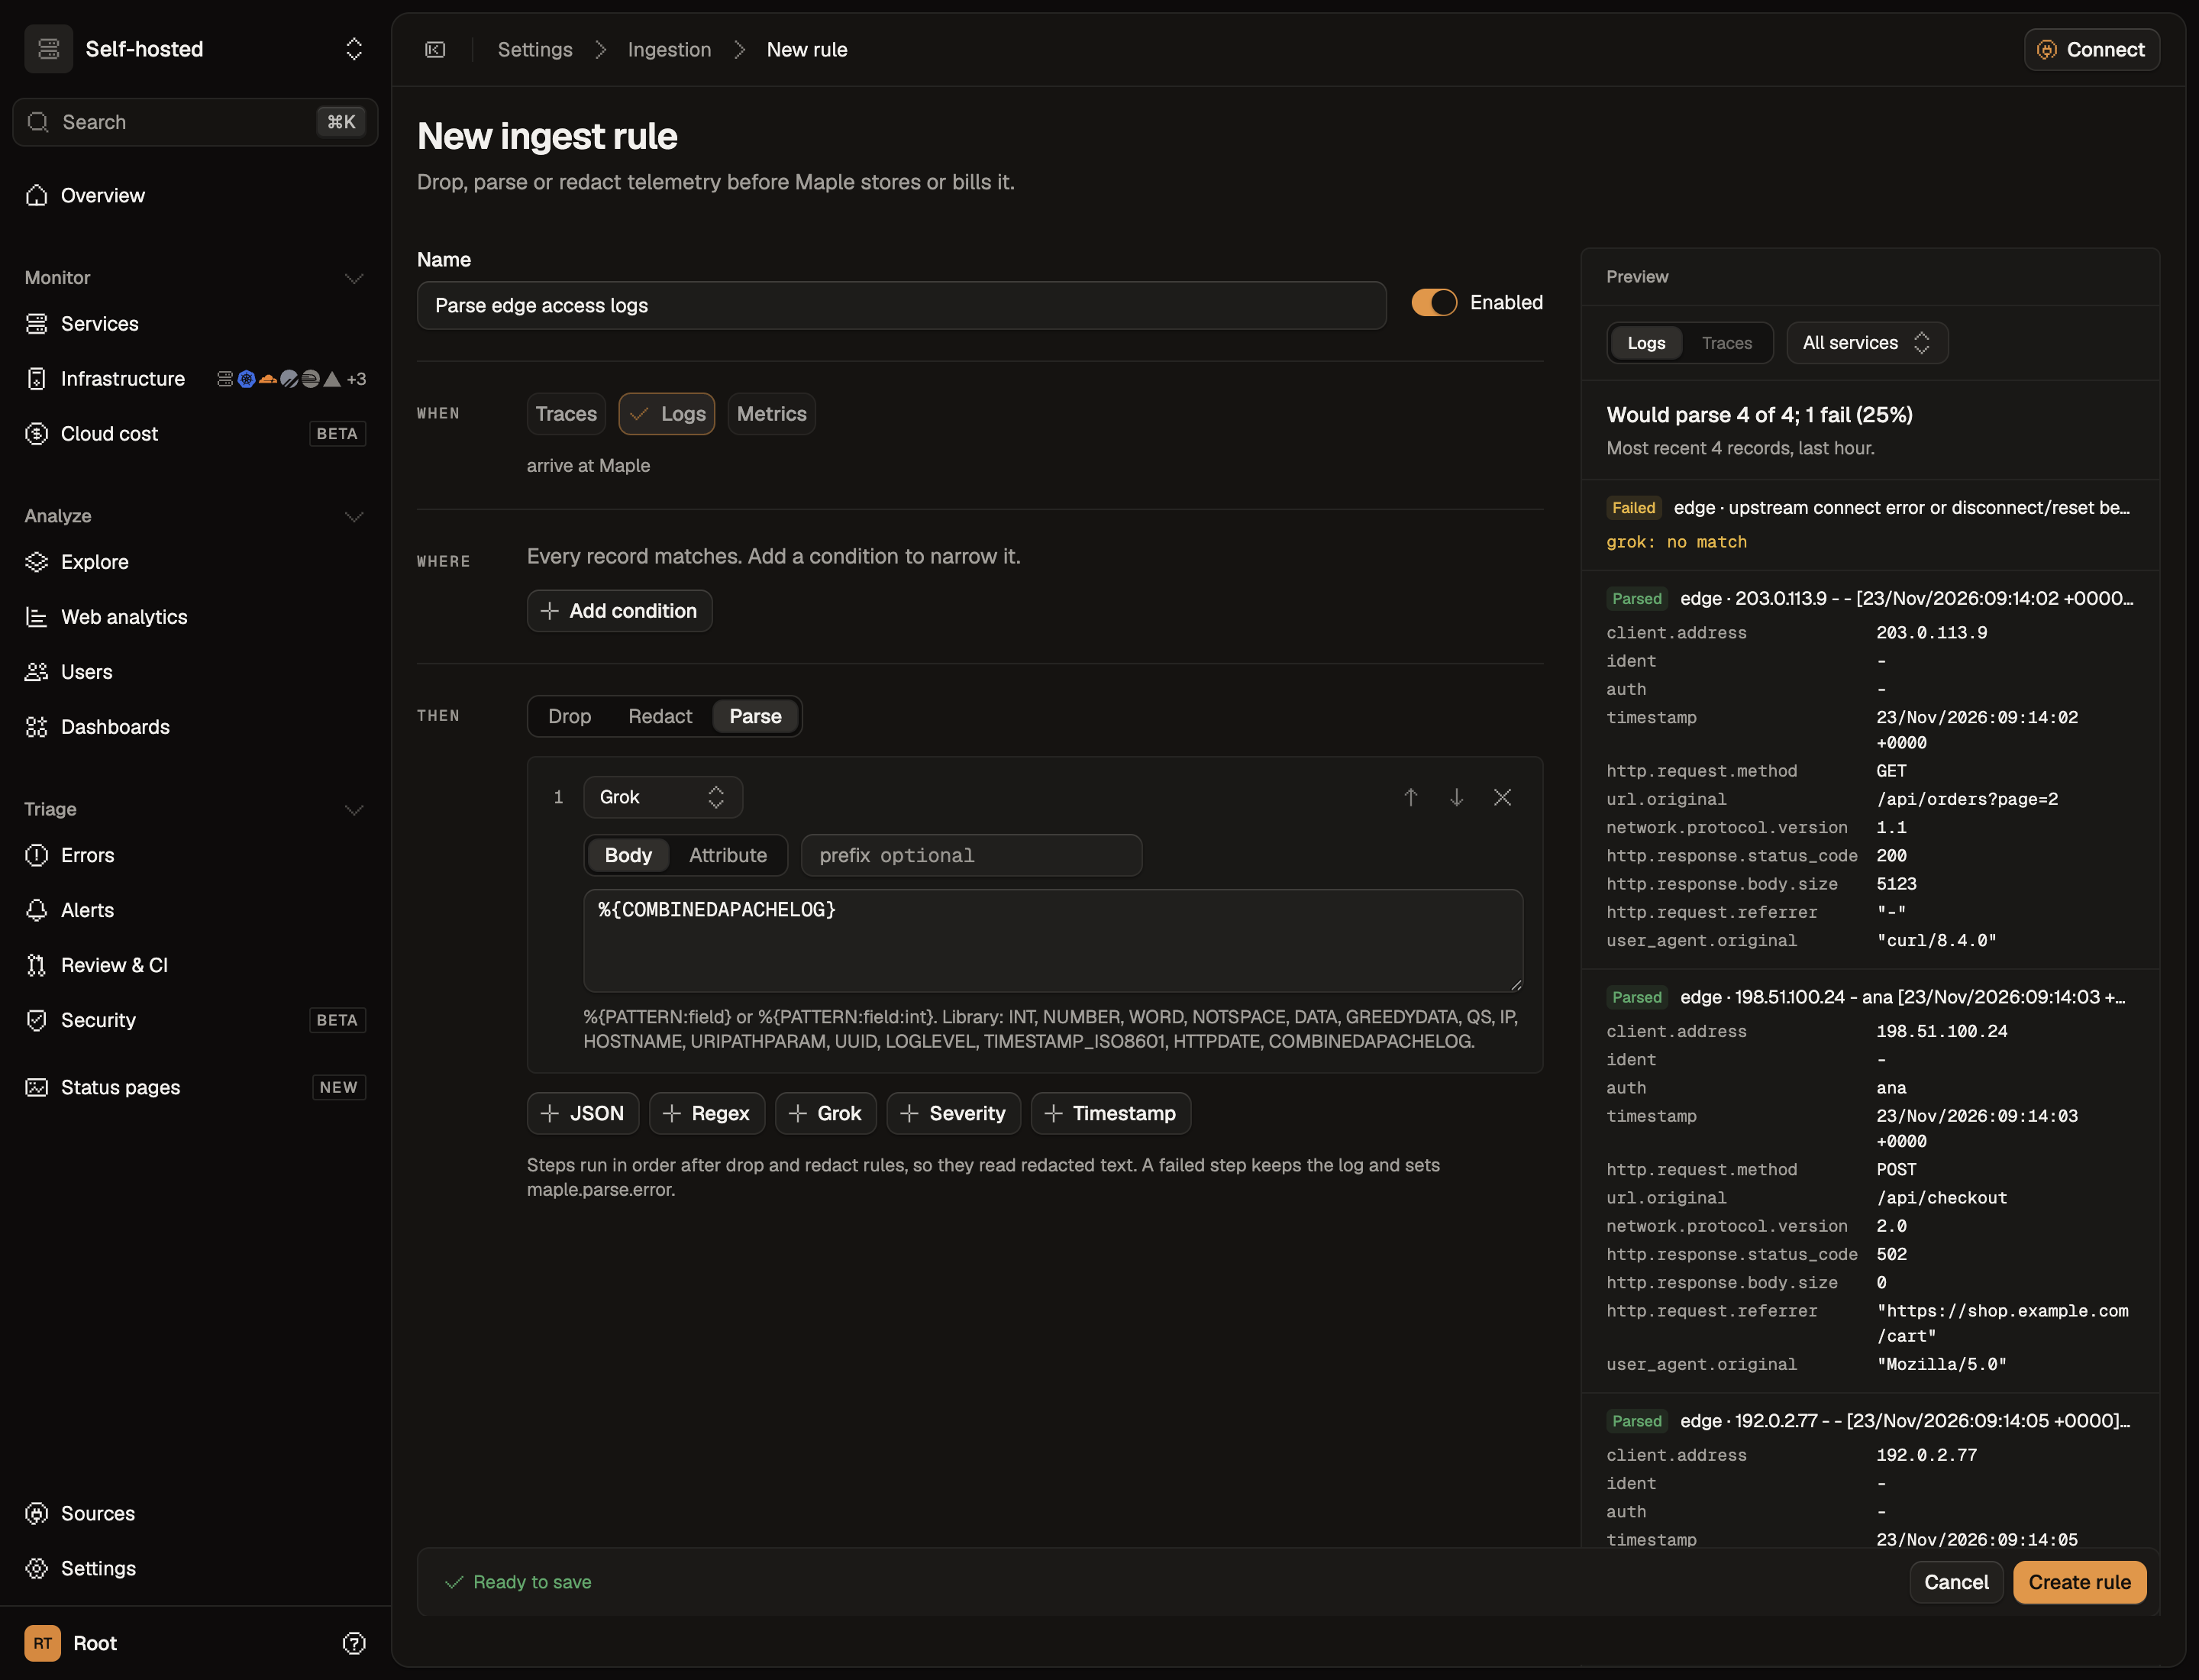 Self-hosted
Search ⌘K
Overview
Monitor
Services
Infrastructure +3
Cloud cost BETA
Analyze
Explore
Web analytics
Users
Dashboards
Triage
Errors
Alerts
Review & CI
Security BETA
Status pages NEW
Sources
Settings
RT Root
Settings Ingestion New rule
Connect
New ingest rule
Drop, parse or redact telemetry before Maple stores or bills it.
Name
Parse edge access logs
Enabled
WHEN Traces Logs Metrics
arrive at Maple
WHERE Every record matches. Add a condition to narrow it.
Add condition
THEN Drop Redact Parse
1 Grok
Body Attribute prefix optional
%{COMBINEDAPACHELOG}
%{PATTERN:field} or %{PATTERN:field:int}. Library: INT, NUMBER, WORD, NOTSPACE, DATA, GREEDYDATA, QS, IP,
HOSTNAME, URIPATHPARAM, UUID, LOGLEVEL, TIMESTAMP_ISO8601, HTTPDATE, COMBINEDAPACHELOG.
JSON Regex Grok Severity Timestamp
Steps run in order after drop and redact rules, so they read redacted text. A failed step keeps the log and sets
maple.parse.error.
Preview
Logs Traces All services
Would parse 4 of 4; 1 fail (25%)
Most recent 4 records, last hour.
Failed edge · upstream connect error or disconnect/reset be...
grok: no match
Parsed edge · 203.0.113.9 - - [23/Nov/2026:09:14:02 +0000...
client.address 203.0.113.9
ident -
auth -
timestamp 23/Nov/2026:09:14:02
+0000
http.request.method GET
url.original /api/orders?page=2
network.protocol.version 1.1
http.response.status_code 200
http.response.body.size 5123
http.request.referrer "-"
user_agent.original "curl/8.4.0"
Parsed edge · 198.51.100.24 - ana [23/Nov/2026:09:14:03 +...
client.address 198.51.100.24
ident -
auth ana
timestamp 23/Nov/2026:09:14:03
+0000
http.request.method POST
url.original /api/checkout
network.protocol.version 2.0
http.response.status_code 502
http.response.body.size 0
http.request.referrer "https://shop.example.com
/cart"
user_agent.original "Mozilla/5.0"
Parsed edge · 192.0.2.77 - - [23/Nov/2026:09:14:05 +0000]...
client.address 192.0.2.77
ident -
auth -
timestamp 23/Nov/2026:09:14:05
Ready to save
Cancel Create rule